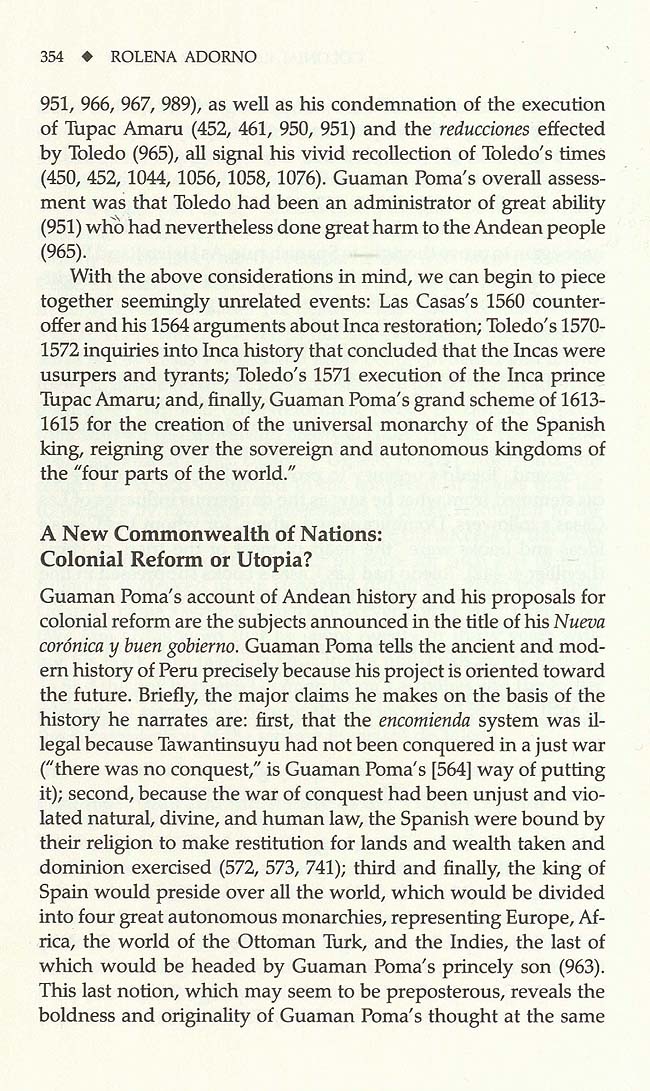 354 ◆ ROLENA ADORNO
951, 966, 967, 989), as well as his condemnation of the execution
of Tupac Amaru (452, 461, 950, 951) and the reducciones effected
by Toledo (965), all signal his vivid recollection of Toledo's times
(450, 452, 1044, 1056, 1058, 1076). Guaman Poma's overall assess-
ment was that Toledo had been an administrator of great ability
(951) who had nevertheless done great harm to the Andean people
(965).
With the above considerations in mind, we can begin to piece
together seemingly unrelated events: Las Casas's 1560 counter-
offer and his 1564 arguments about Inca restoration; Toledo's 1570-
1572 inquiries into Inca history that concluded that the Incas were
usurpers and tyrants; Toledo's 1571 execution of the Inca prince
Tupac Amaru; and, finally, Guaman Poma's grand scheme of 1613-
1615 for the creation of the universal monarchy of the Spanish
king, reigning over the sovereign and autonomous kingdoms of
the "four parts of the world."
A New Commonwealth of Nations:
Colonial Reform or Utopia?
Guaman Poma's account of Andean history and his proposals for
colonial reform are the subjects announced in the title of his Nueva
corónica y buen gobierno. Guaman Poma tells the ancient and mod-
ern history of Peru precisely because his project is oriented toward
the future. Briefly, the major claims he makes on the basis of the
history he narrates are: first, that the encomienda system was il-
legal because Tawantinsuyu had not been conquered in a just war
("there was no conquest," is Guaman Poma's [564] way of putting
it); second, because the war of conquest had been unjust and vio-
lated natural, divine, and human law, the Spanish were bound by
their religion to make restitution for lands and wealth taken and
dominion exercised (572, 573, 741); third and finally, the king of
Spain would preside over all the world, which would be divided
into four great autonomous monarchies, representing Europe, Af-
rica, the world of the Ottoman Turk, and the Indies, the last of
which would be headed by Guaman Poma's princely son (963).
This last notion, which may seem to be preposterous, reveals the
boldness and originality of Guaman Poma's thought at the same